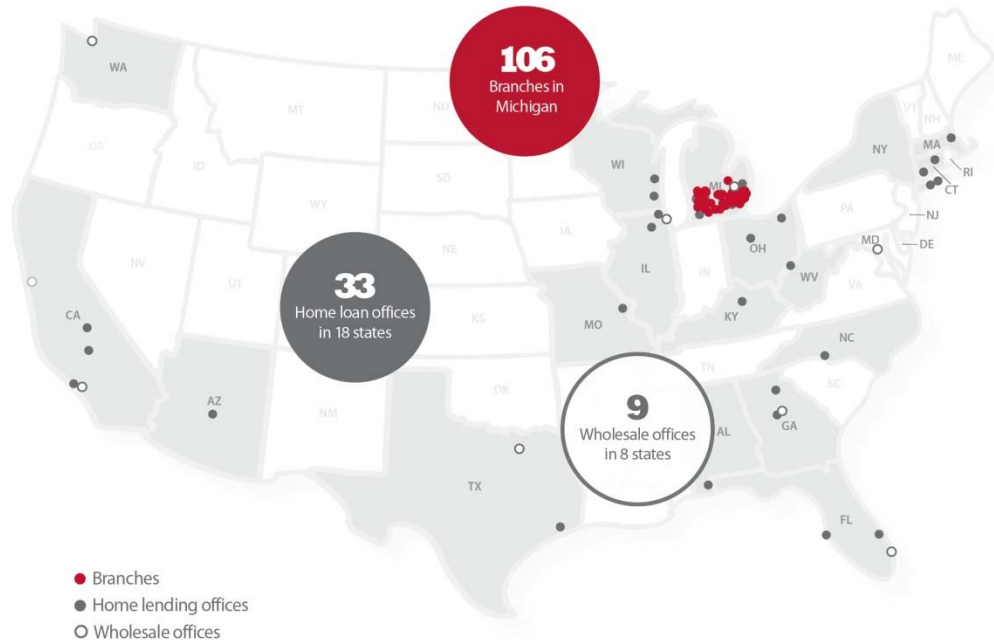 106
Branches in
Michigan
33
Home loan offices
in 18 states
9
Wholesale offices
in 8 states
WA
OR
ID
MT
ND
SD
WY
NE
NV
UT
CA
AZ
NM
KS
OK
TX
IA
MO
WI
IL
MI
IN
OH
KY
TN
AL
GA
FL
SC
NC
VA
WV
MD
DE
NJ
PA
NY
CT
RI
MA
NH
VT
ME
Branches
Home lending offices
Wholesale offices